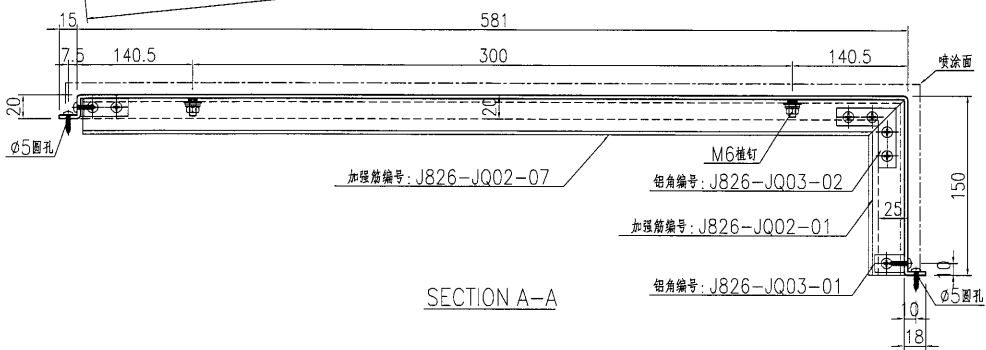 15 581
7.5 140.5 300 140.5
喷涂面
20
20
Ø5圆孔
M6植钉
加强筋编号:J826-JQ02-07
铝角编号:J826-JQ03-02
150
25
加强筋编号:J826-JQ02-01
铝角编号:J826-JQ03-01
10
SECTION A-A
Ø5圆孔
10
18